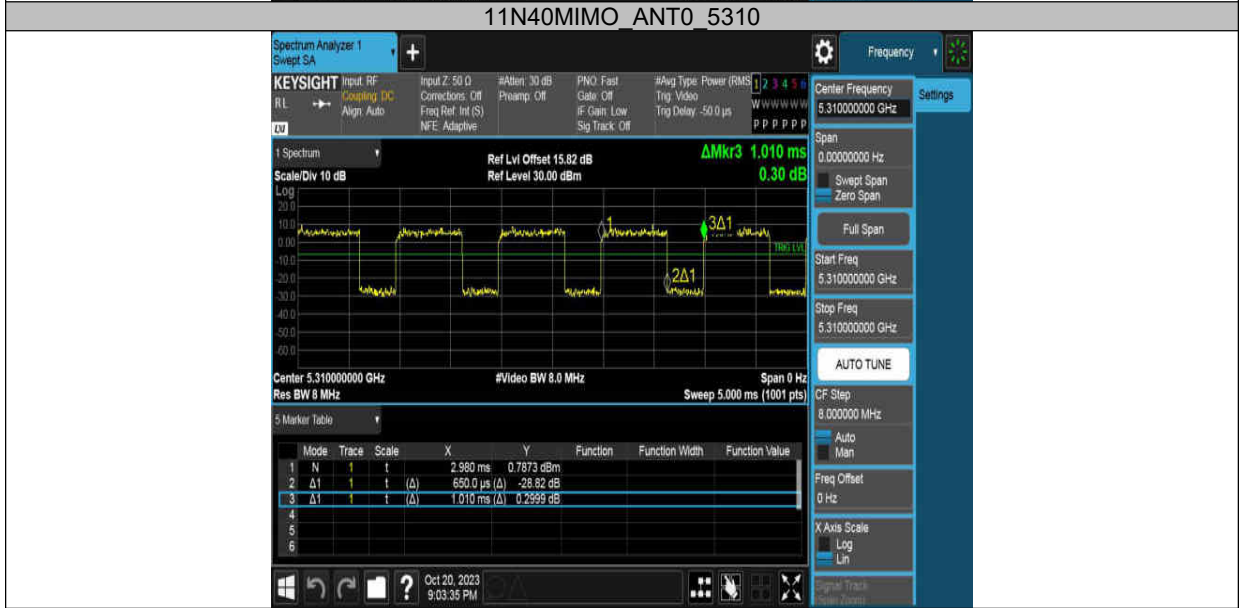 11N40MIMO_ANT0_5310
Spectrum Analyzer 1
Swept SA
Frequency
KEYSIGHT
RL
Input: RF
Coupling: DC
Align: Auto
Input Z: 50 Ω
Corrections: Off
Freq Ref: Int (S)
NFE: Adaptive
#Atten: 30 dB
Preamp: Off
PNO: Fast
Gate: Off
IF Gain: Low
Sig Track: Off
#Avg Type: Power (RMS
Trig: Video
Trig Delay: -50.0 µs
1 2 3 4 5 6
W W W W W W
P P P P P P
1 Spectrum
Scale/Div 10 dB
Ref Lvl Offset 15.82 dB
Ref Level 30.00 dBm
ΔMkr3 1.010 ms
0.30 dB
Log
20.0
10.0
0.00
-10.0
-20.0
-30.0
-40.0
-50.0
-60.0
1
3Δ1
TRIG LVL
2Δ1
Center 5.310000000 GHz
#Video BW 8.0 MHz
Span 0 Hz
Res BW 8 MHz
Sweep 5.000 ms (1001 pts)
5 Marker Table
Mode Trace Scale X Y Function Function Width Function Value
1 N 1 t 2.980 ms 0.7873 dBm
2 Δ1 1 t (Δ) 650.0 µs (Δ) -28.82 dB
3 Δ1 1 t (Δ) 1.010 ms (Δ) 0.2999 dB
4
5
6
Oct 20, 2023
9:03:35 PM
Center Frequency
5.310000000 GHz
Settings
Span
0.00000000 Hz
Swept Span
Zero Span
Full Span
Start Freq
5.310000000 GHz
Stop Freq
5.310000000 GHz
AUTO TUNE
CF Step
8.000000 MHz
Auto
Man
Freq Offset
0 Hz
X Axis Scale
Log
Lin
Signal Track